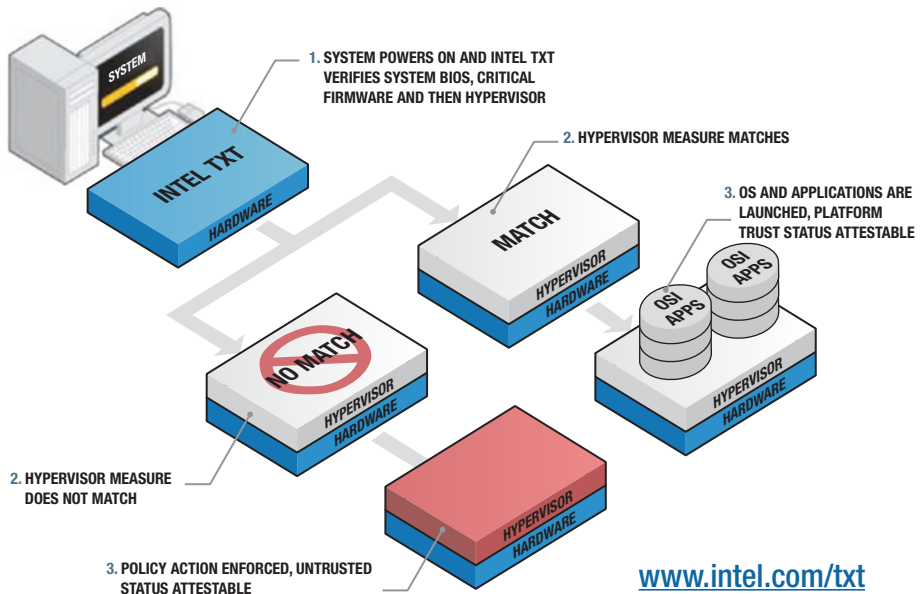 SYSTEM
1. SYSTEM POWERS ON AND INTEL TXT
VERIFIES SYSTEM BIOS, CRITICAL
FIRMWARE AND THEN HYPERVISOR
INTEL TXT
HARDWARE
2. HYPERVISOR MEASURE MATCHES
MATCH
HYPERVISOR
HARDWARE
3. OS AND APPLICATIONS ARE
LAUNCHED, PLATFORM
TRUST STATUS ATTESTABLE
OSI
APPS
OSI
APPS
HYPERVISOR
HARDWARE
NO MATCH
HYPERVISOR
HARDWARE
2. HYPERVISOR MEASURE
DOES NOT MATCH
HYPERVISOR
HARDWARE
3. POLICY ACTION ENFORCED, UNTRUSTED
STATUS ATTESTABLE
www.intel.com/txt